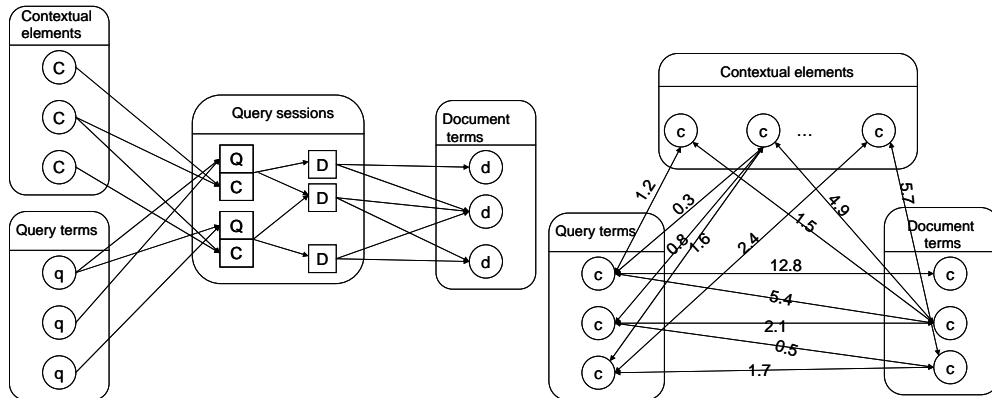 Contextual
elements
C
C
C
Query terms
q
q
q
Query sessions
Q
C
Q
C
D
D
D
Document
terms
d
d
d
Contextual elements
c
c
...
c
1.2
0.3
0.8
1.6
2.4
1.5
4.9
5.7
Query terms
c
c
c
12.8
5.4
2.1
0.5
1.7
Document
terms
c
c
c